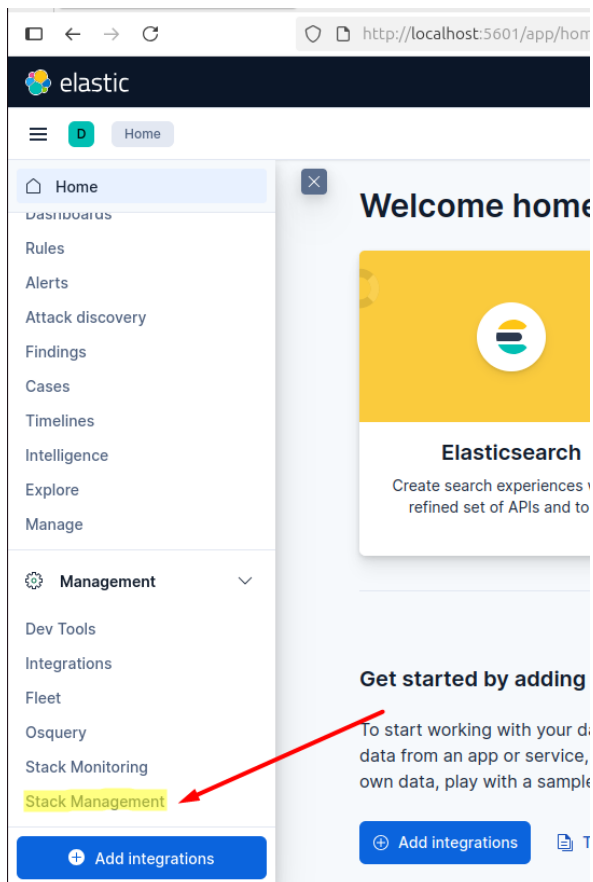 http://localhost:5601/app/hom
elastic
D
Home
Home
Dashboards
Rules
Alerts
Attack discovery
Findings
Cases
Timelines
Intelligence
Explore
Manage
Management
Dev Tools
Integrations
Fleet
Osquery
Stack Monitoring
Stack Management
Add integrations
Welcome home
Elasticsearch
Create search experiences
refined set of APIs and to
Get started by adding
To start working with your da
data from an app or service,
own data, play with a sample
Add integrations
T